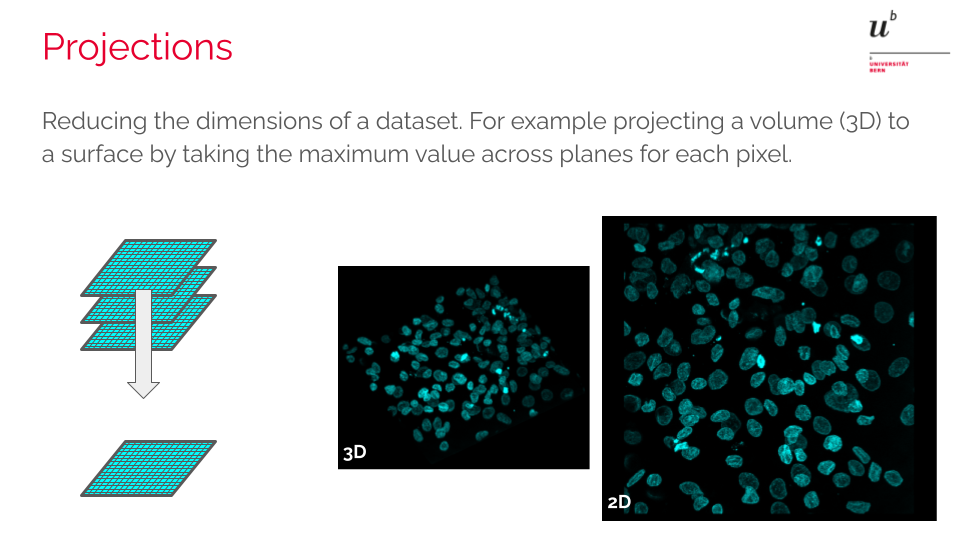 Projections
u
b
b
UNIVERSITÄT
BERN
Reducing the dimensions of a dataset. For example projecting a volume (3D) to
a surface by taking the maximum value across planes for each pixel.
3D
2D